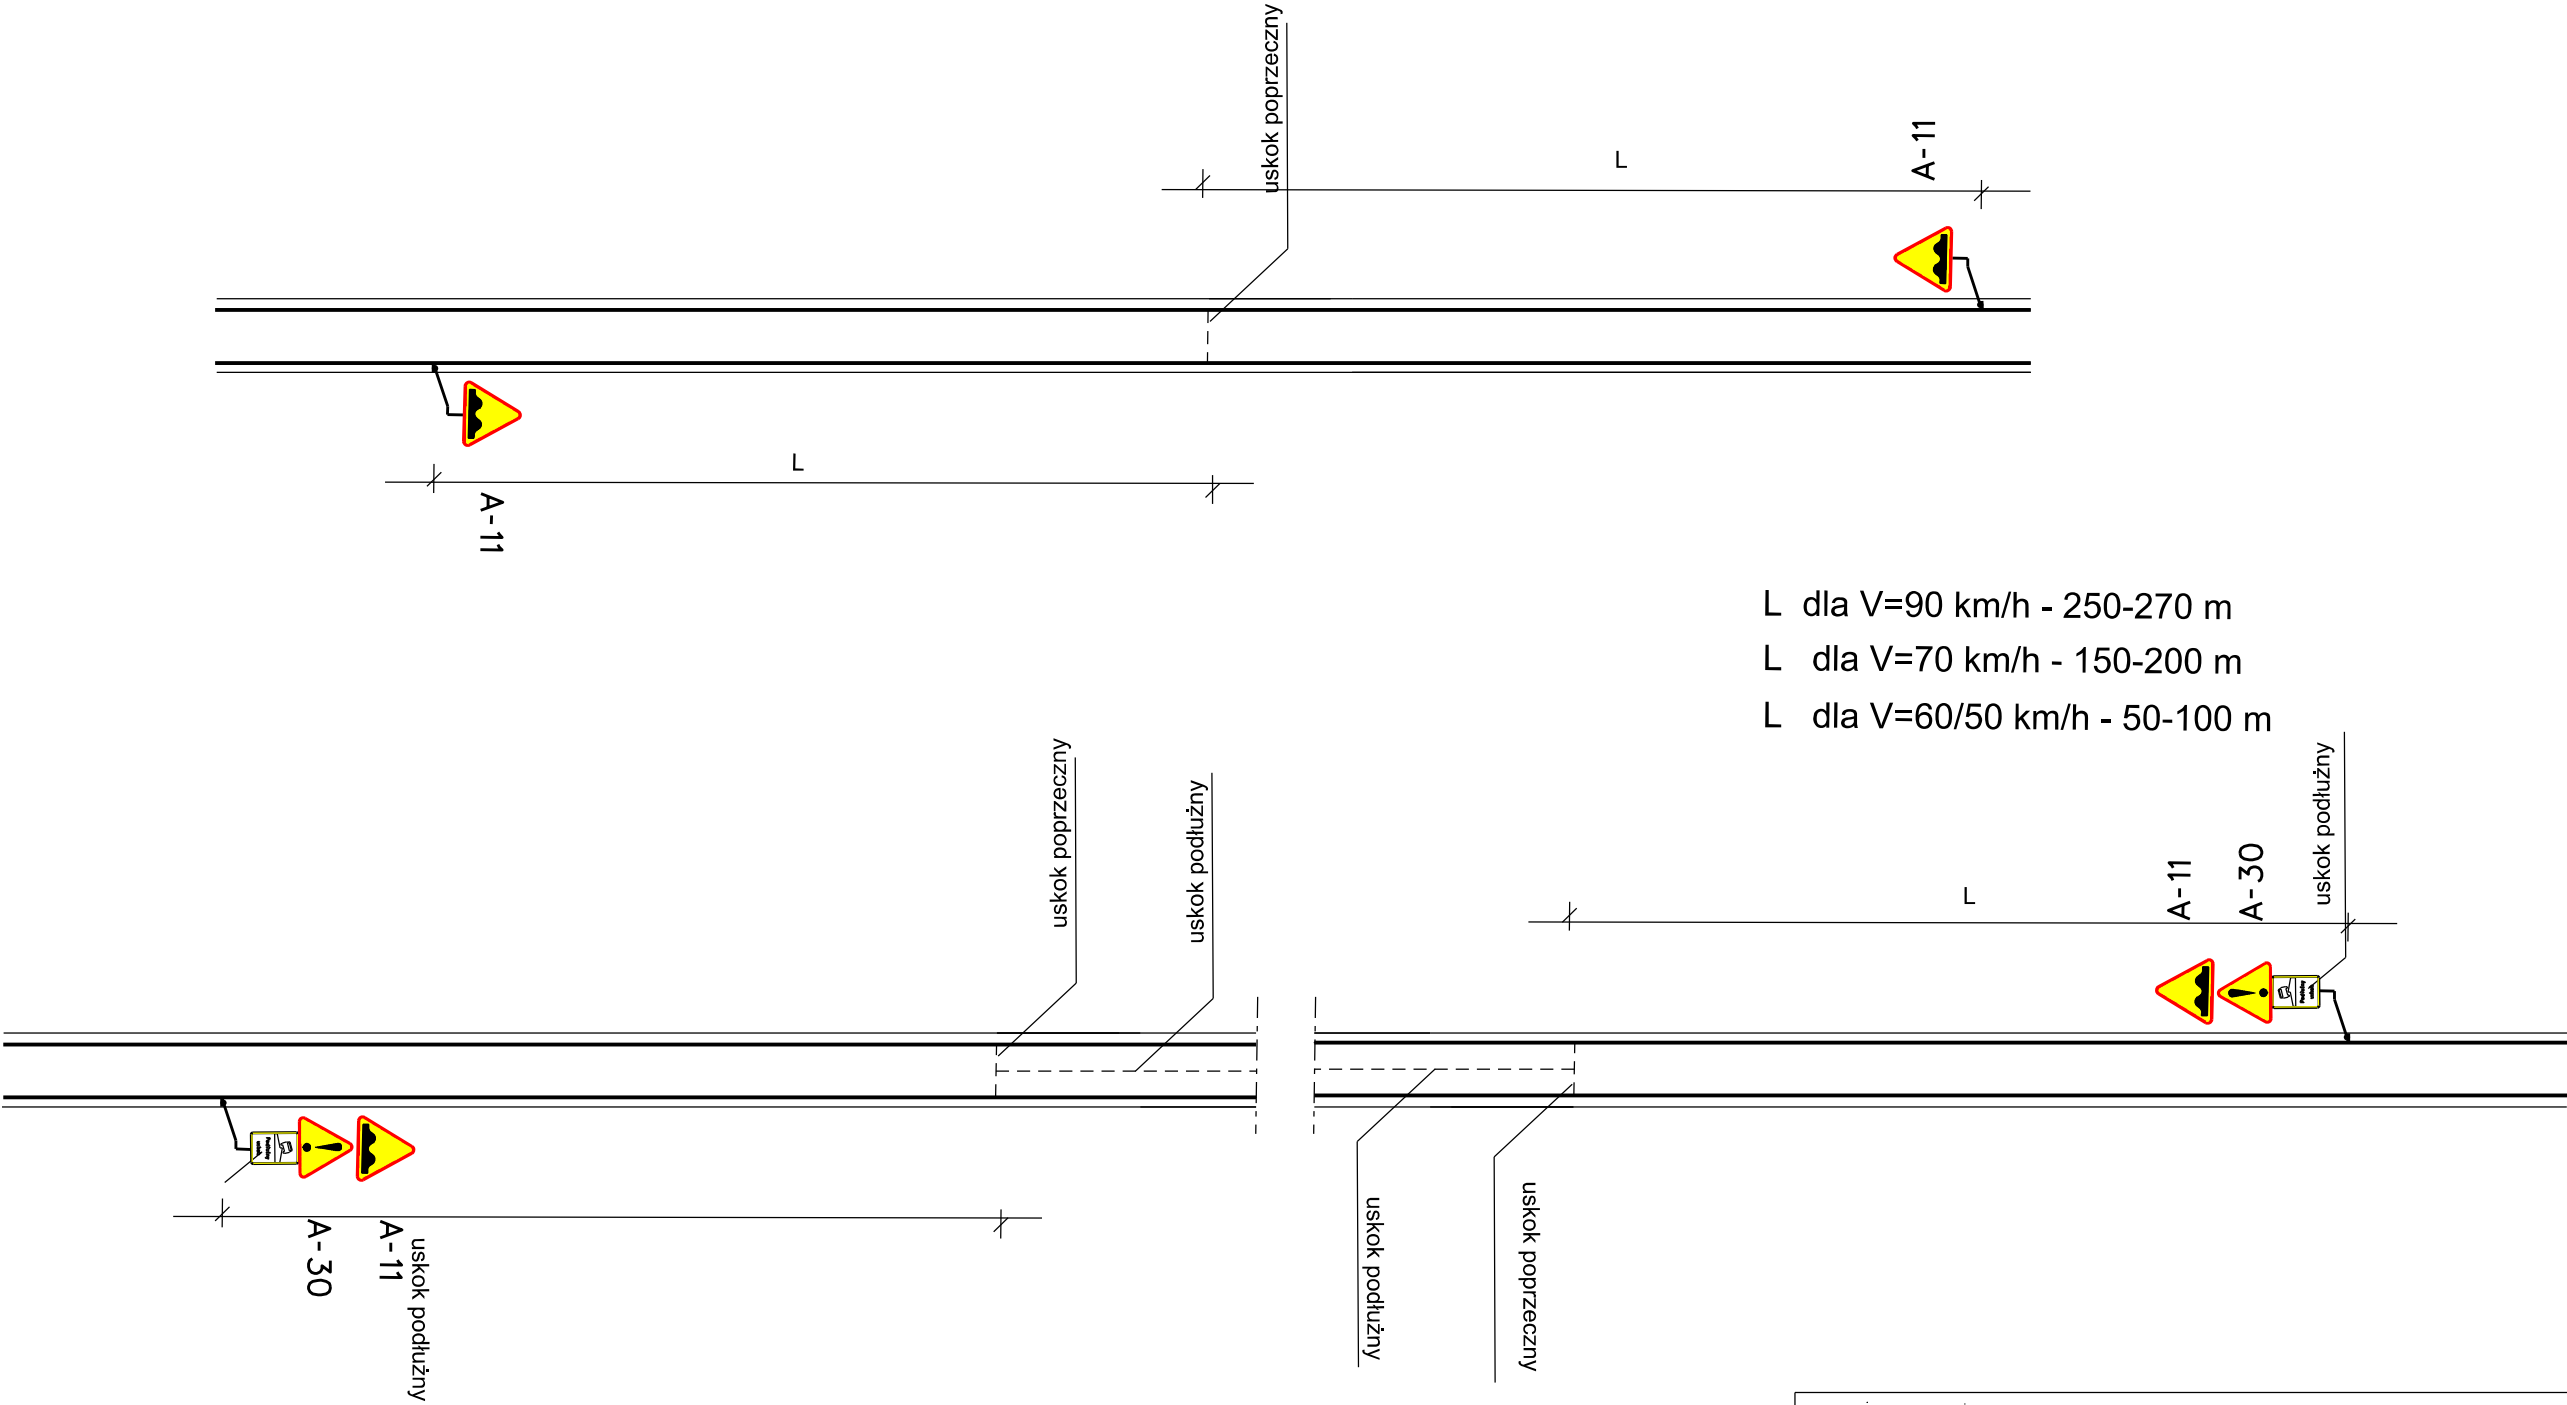 uskok poprzeczny
L
A-11
L
A-11
L dla V=90 km/h - 250-270 m
L dla V=70 km/h - 150-200 m
L dla V=60/50 km/h - 50-100 m
uskok poprzeczny
uskok podłużny
L
A-11
A-30
uskok podłużny
A-30
A-11
uskok podłużny
uskok podłużny
uskok poprzeczny